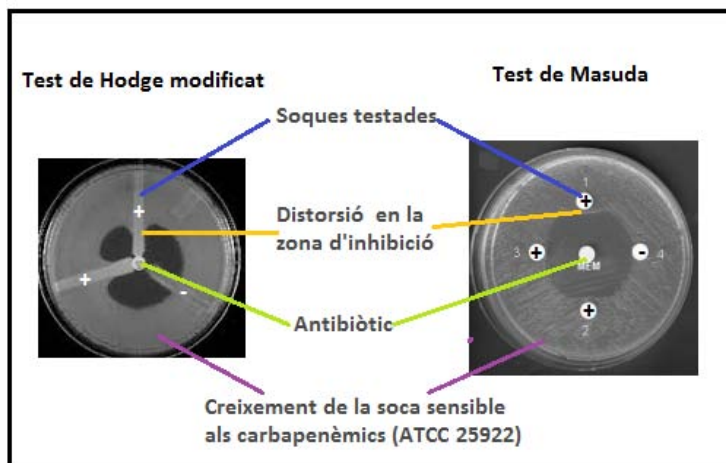 Test de Hodge modificat
Test de Masuda
Soques testades
Distorsió en la
zona d'inhibició
Antibiòtic
Creixement de la soca sensible
als carbapenèmics (ATCC 25922)
+
+
-
1
+
3 + - 4
MEM
+
2